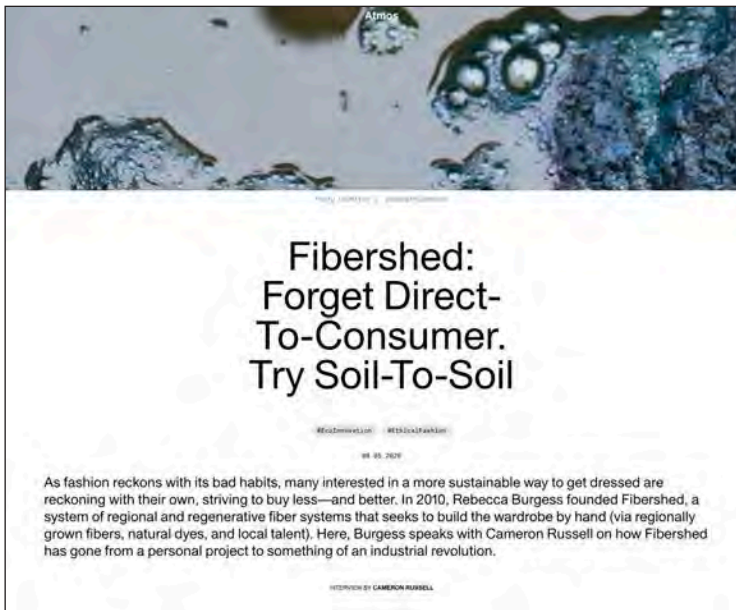 Atmos
Fibershed:
Forget Direct-
To-Consumer.
Try Soil-To-Soil
#EcoInnovation #EthicalFashion
2020
As fashion reckons with its bad habits, many interested in a more sustainable way to get dressed are
reckoning with their own, striving to buy less—and better. In 2010, Rebecca Burgess founded Fibershed, a
system of regional and regenerative fiber systems that seeks to build the wardrobe by hand (via regionally
grown fibers, natural dyes, and local talent). Here, Burgess speaks with Cameron Russell on how Fibershed
has gone from a personal project to something of an industrial revolution.
INTERVIEW BY CAMERON RUSSELL